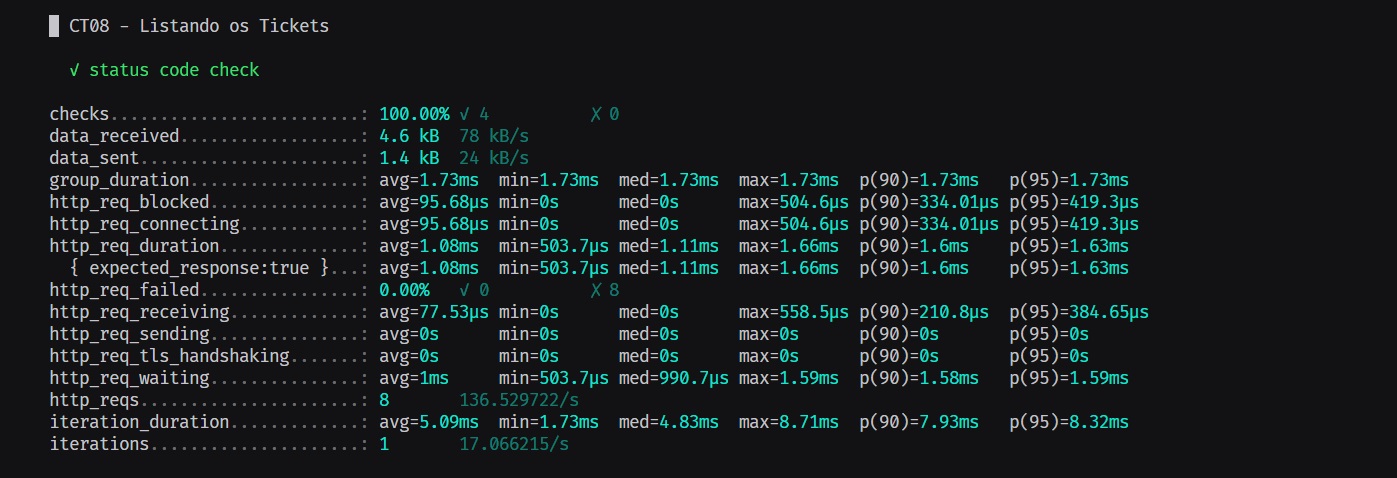 █ CT08 - Listando os Tickets
✓ status code check
checks.........................: 100.00% ✓ 4 ✗ 0
data_received..................: 4.6 kB 78 kB/s
data_sent......................: 1.4 kB 24 kB/s
group_duration.................: avg=1.73ms min=1.73ms med=1.73ms max=1.73ms p(90)=1.73ms p(95)=1.73ms
http_req_blocked...............: avg=95.68µs min=0s med=0s max=504.6µs p(90)=334.01µs p(95)=419.3µs
http_req_connecting............: avg=95.68µs min=0s med=0s max=504.6µs p(90)=334.01µs p(95)=419.3µs
http_req_duration..............: avg=1.08ms min=503.7µs med=1.11ms max=1.66ms p(90)=1.6ms p(95)=1.63ms
{ expected_response:true }...: avg=1.08ms min=503.7µs med=1.11ms max=1.66ms p(90)=1.6ms p(95)=1.63ms
http_req_failed................: 0.00% ✓ 0 ✗ 8
http_req_receiving.............: avg=77.53µs min=0s med=0s max=558.5µs p(90)=210.8µs p(95)=384.65µs
http_req_sending...............: avg=0s min=0s med=0s max=0s p(90)=0s p(95)=0s
http_req_tls_handshaking.......: avg=0s min=0s med=0s max=0s p(90)=0s p(95)=0s
http_req_waiting...............: avg=1ms min=503.7µs med=990.7µs max=1.59ms p(90)=1.58ms p(95)=1.59ms
http_reqs......................: 8 136.529722/s
iteration_duration.............: avg=5.09ms min=1.73ms med=4.83ms max=8.71ms p(90)=7.93ms p(95)=8.32ms
iterations.....................: 1 17.066215/s